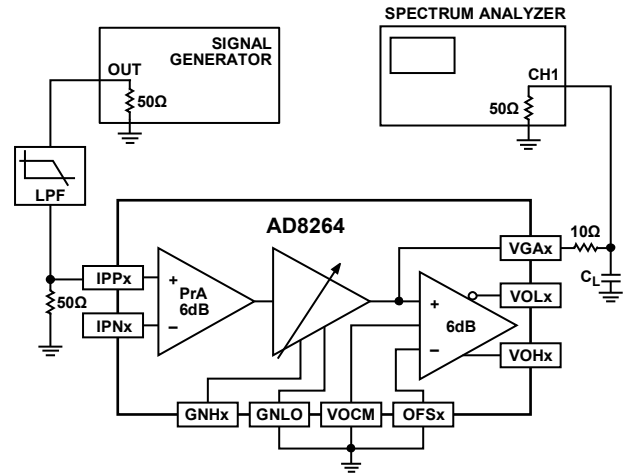 SPECTRUM ANALYZER
SIGNAL
GENERATOR
OUT
50Ω
CH1
50Ω
LPF
AD8264
10Ω
VGAx
IPPx
PrA
6dB
+
–
50Ω
IPNx
+
–
6dB
VOLx
CL
VOHx
GNHx
GNLO
VOCM
OFSx